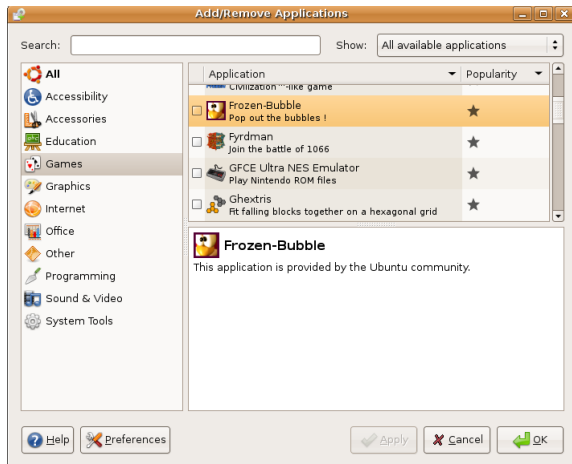 Add/Remove Applications
Search:
Show: All available applications
All
Accessibility
Accessories
Education
Games
Graphics
Internet
Office
Other
Programming
Sound & Video
System Tools
Application Popularity
Civilization™-like game
Frozen-Bubble
Pop out the bubbles !
Fyrdman
Join the battle of 1066
GFCE Ultra NES Emulator
Play Nintendo ROM files
Ghextris
Fit falling blocks together on a hexagonal grid
Frozen-Bubble
This application is provided by the Ubuntu community.
Help Preferences Apply Cancel OK